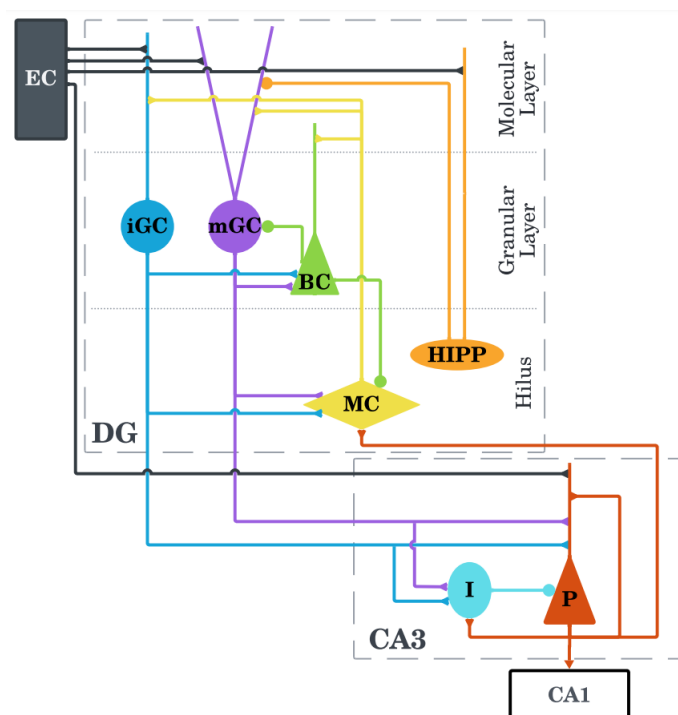 EC
Molecular
Layer
iGC
mGC
BC
Granular
Layer
HIPP
MC
Hilus
DG
I
P
CA3
CA1